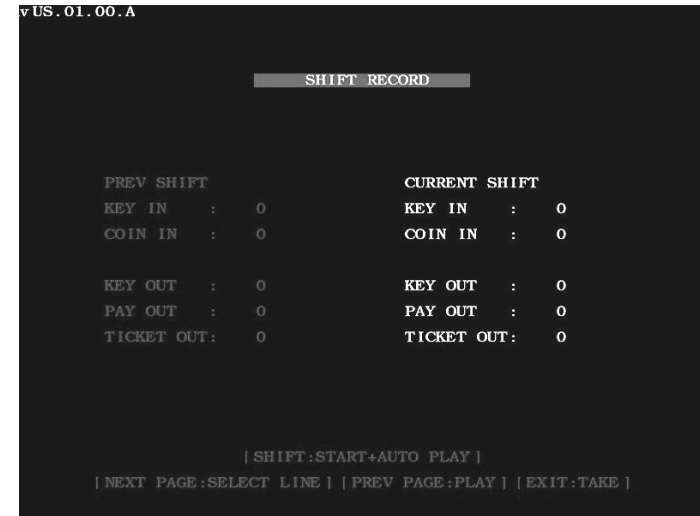 v US.01.00.A
SHIFT RECORD
PREV SHIFT CURRENT SHIFT
KEY IN : 0 KEY IN : 0
COIN IN : 0 COIN IN : 0
KEY OUT : 0 KEY OUT : 0
PAY OUT : 0 PAY OUT : 0
TICKET OUT: 0 TICKET OUT: 0
[SHIFT:START+AUTO PLAY]
[NEXT PAGE:SELECT LINE] [PREV PAGE:PLAY] [EXIT:TAKE]